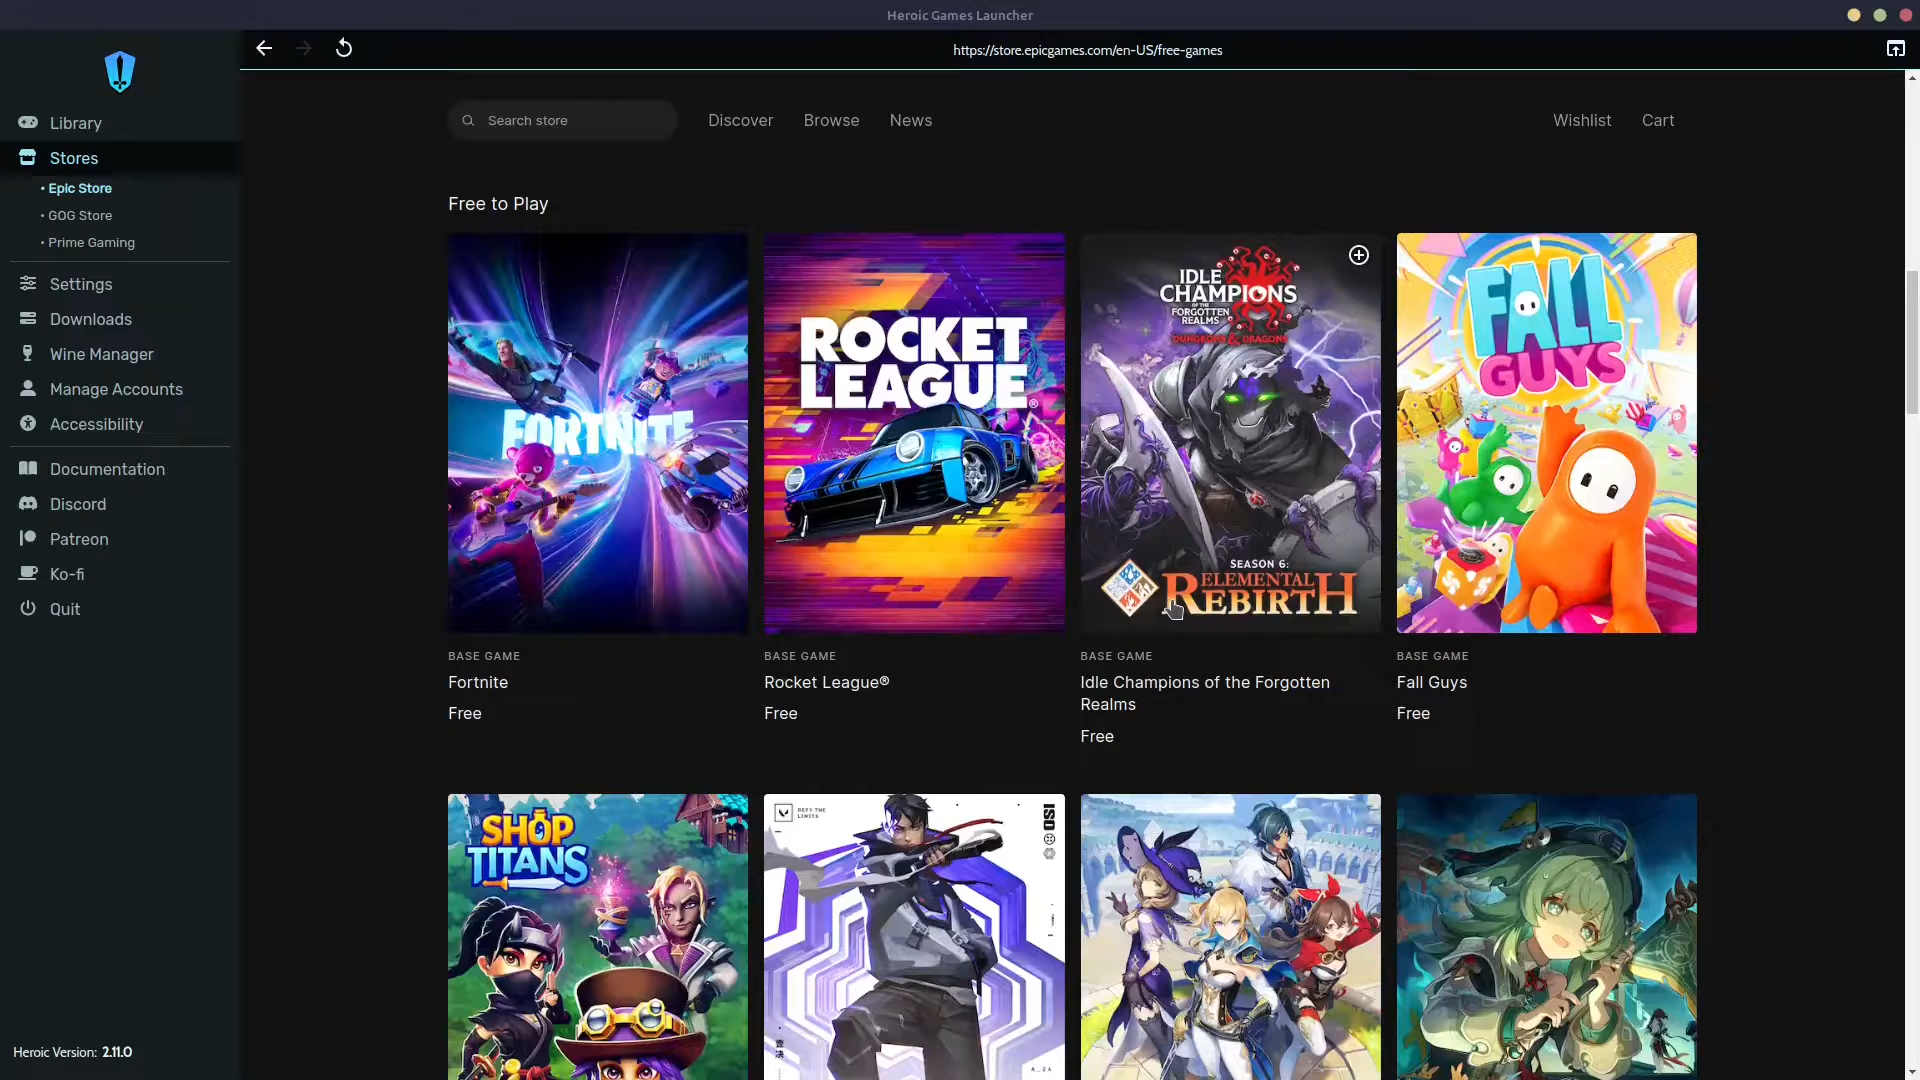 Heroic Games Launcher
https://store.epicgames.com/en-US/free-games
Library
Stores
• Epic Store
• GOG Store
• Prime Gaming
Settings
Downloads
Wine Manager
Manage Accounts
Accessibility
Documentation
Discord
Patreon
Ko-fi
Quit
Heroic Version: 2.11.0
Search store
Discover
Browse
News
Wishlist
Cart
Free to Play
FORTNITE
BASE GAME
Fortnite
Free
ROCKET
LEAGUE®
BASE GAME
Rocket League®
Free
IDLE
CHAMPIONS
OF THE
FORGOTTEN
REALMS
DUNGEONS & DRAGONS
SEASON 6:
ELEMENTAL
REBIRTH
BASE GAME
Idle Champions of the Forgotten
Realms
Free
FALL
GUYS
BASE GAME
Fall Guys
Free
SHOP
TITANS
DEFY THE
LIMITS
ISO